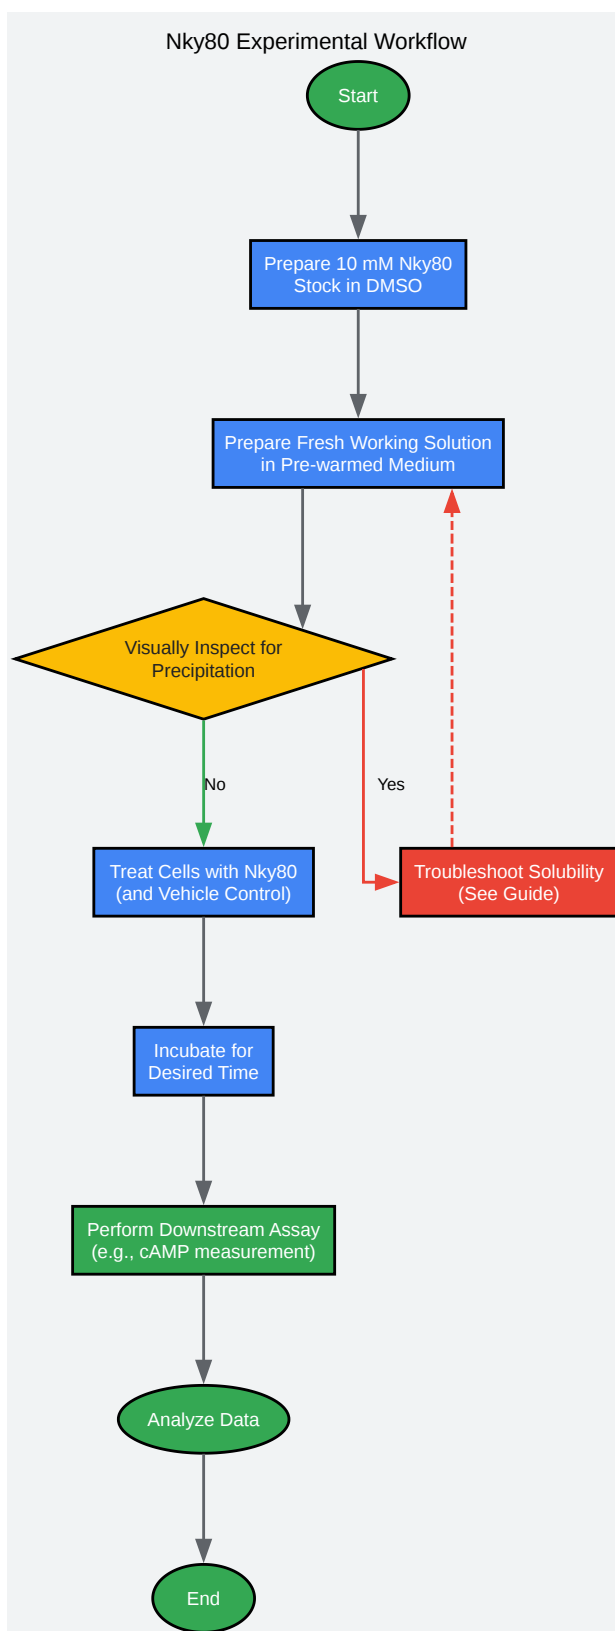 Nky80 Experimental Workflow
Start
Prepare 10 mM Nky80
Stock in DMSO
Prepare Fresh Working Solution
in Pre-warmed Medium
Visually Inspect for
Precipitation
No
Yes
Treat Cells with Nky80
(and Vehicle Control)
Troubleshoot Solubility
(See Guide)
Incubate for
Desired Time
Perform Downstream Assay
(e.g., cAMP measurement)
Analyze Data
End